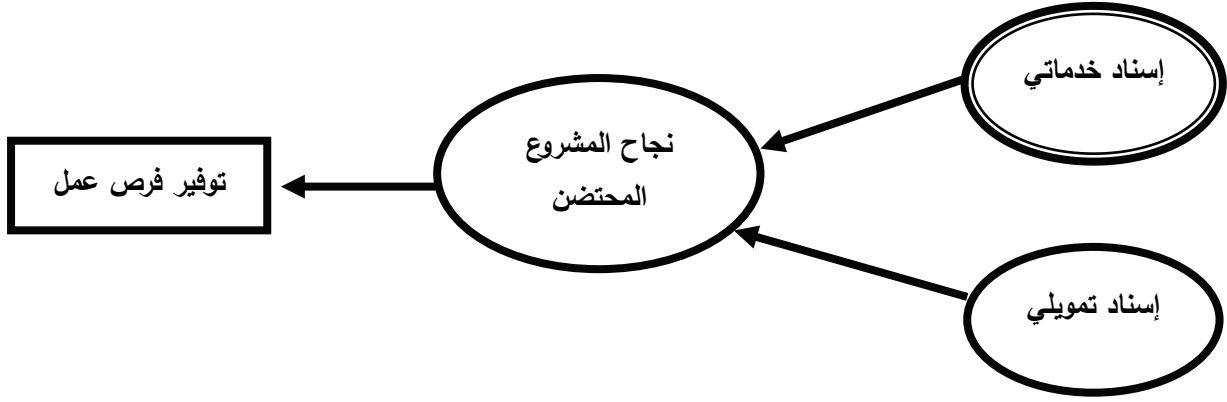 إسناد خدماتي
نجاح المشروع
المحتضن
توفير فرص عمل
إسناد تمويلي